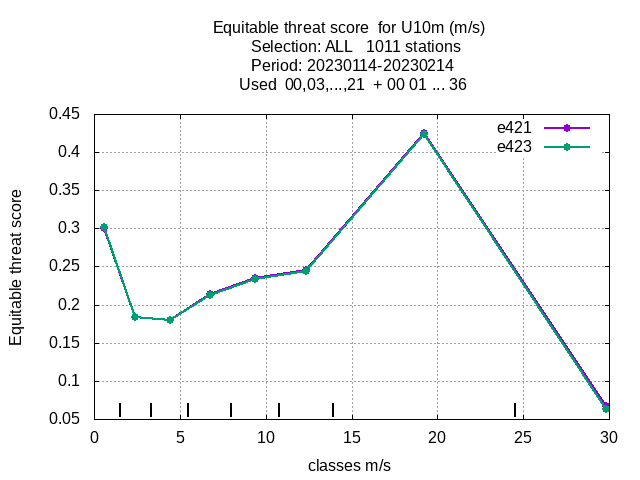 Equitable threat score  for U10m (m/s)
Selection: ALL   1011 stations
Period: 20230114-20230214
Used  00,03,...,21  + 00 01 ... 36
e421
e423
Equitable threat score
0.45
0.4
0.35
0.3
0.25
0.2
0.15
0.1
0.05
0 5 10 15 20 25 30
classes m/s